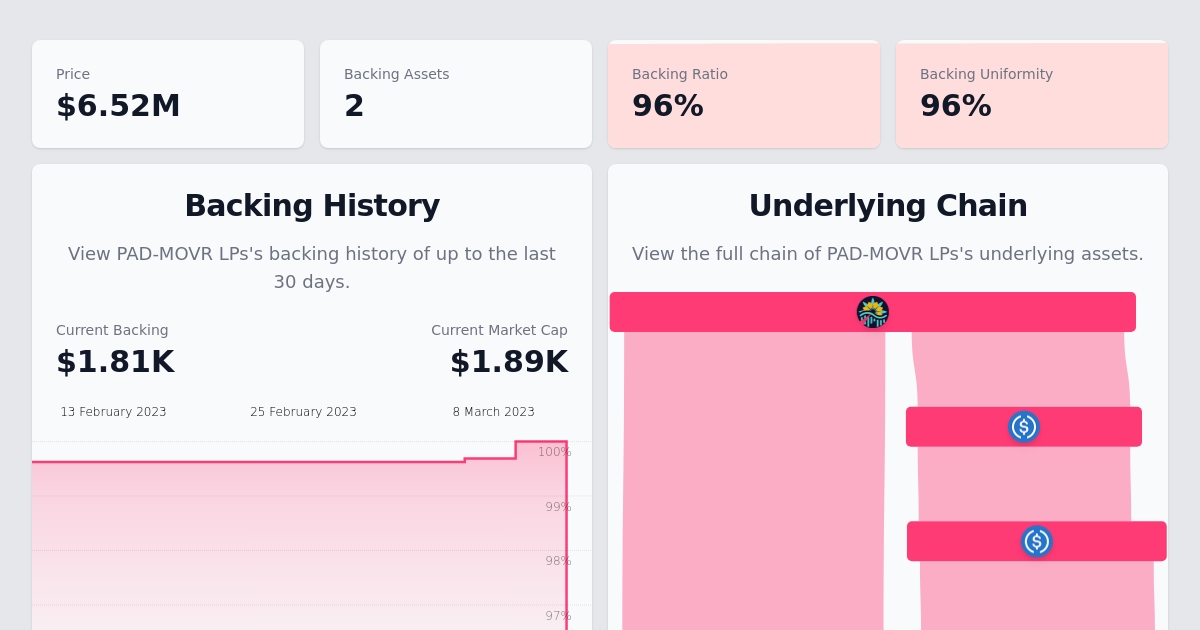 Price
$6.52M
Backing Assets
2
Backing Ratio
96%
Backing Uniformity
96%
Backing History
View PAD-MOVR LPs's backing history of up to the last
30 days.
Current Backing
$1.81K
Current Market Cap
$1.89K
13 February 2023
25 February 2023
8 March 2023
100%
99%
98%
97%
Underlying Chain
View the full chain of PAD-MOVR LPs's underlying assets.